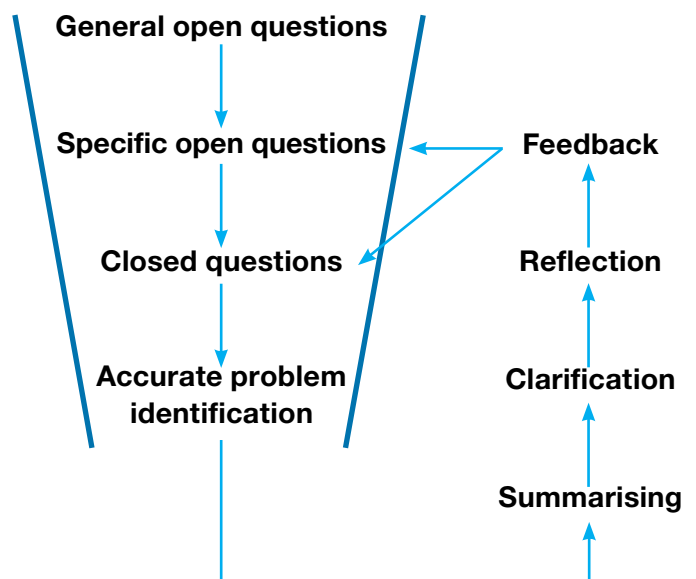 General open questions
Specific open questions
Feedback
Closed questions
Reflection
Accurate problem
identification
Clarification
Summarising